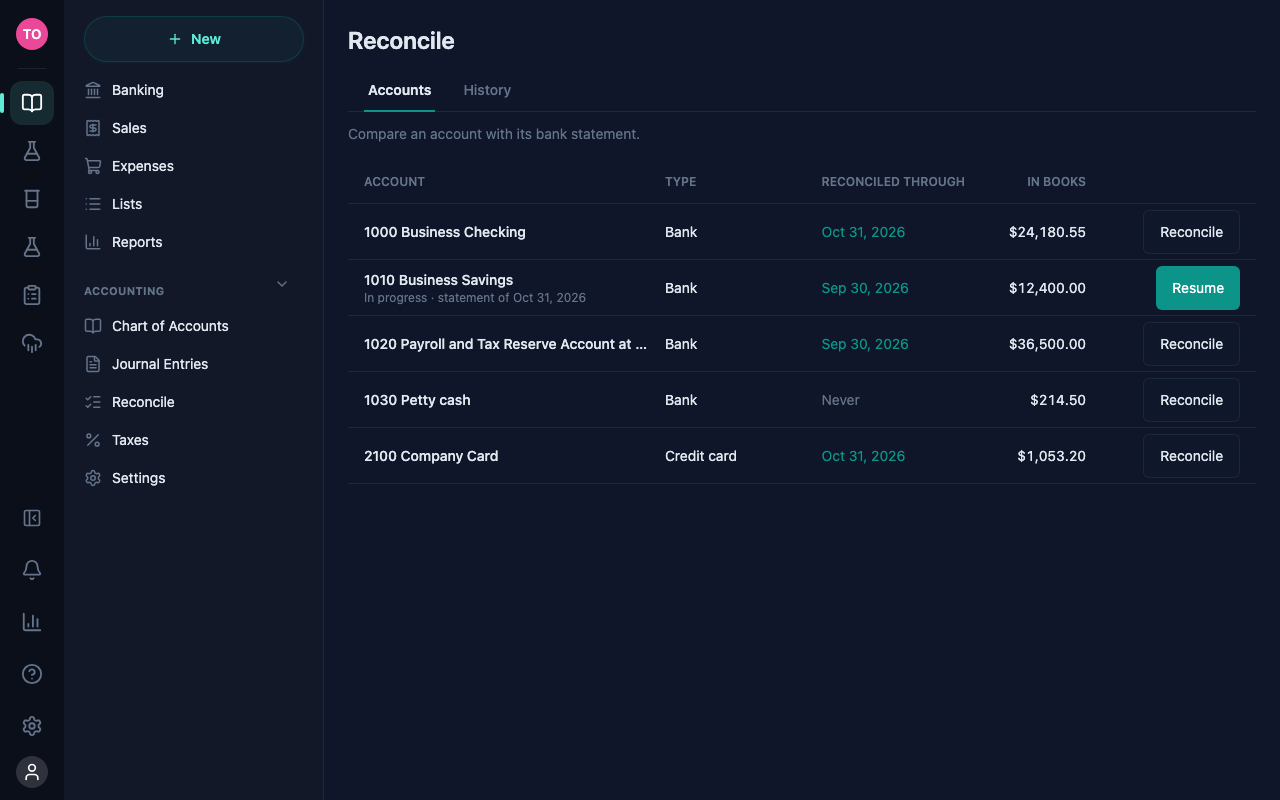 TO
New
Banking
Sales
Expenses
Lists
Reports
ACCOUNTING
Chart of Accounts
Journal Entries
Reconcile
Taxes
Settings
Reconcile
Accounts History
Compare an account with its bank statement.
ACCOUNT TYPE RECONCILED THROUGH IN BOOKS
1000 Business Checking Bank Oct 31, 2026 $24,180.55 Reconcile
1010 Business Savings Bank Sep 30, 2026 $12,400.00 Resume
In progress · statement of Oct 31, 2026
1020 Payroll and Tax Reserve Account at ... Bank Sep 30, 2026 $36,500.00 Reconcile
1030 Petty cash Bank Never $214.50 Reconcile
2100 Company Card Credit card Oct 31, 2026 $1,053.20 Reconcile